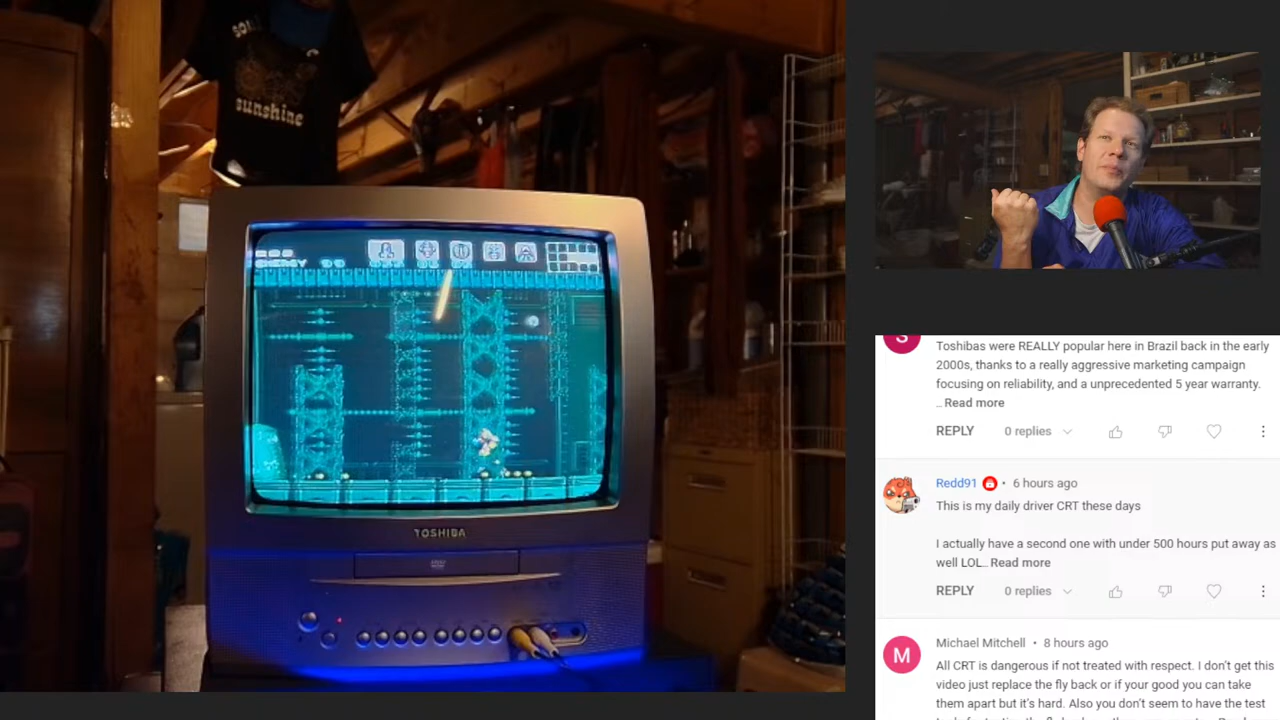 sunshine
ENERGY
TOSHIBA
S
Toshibas were REALLY popular here in Brazil back in the early
2000s, thanks to a really aggressive marketing campaign
focusing on reliability, and a unprecedented 5 year warranty.
... Read more
REPLY 0 replies
Redd91 • 6 hours ago
This is my daily driver CRT these days
I actually have a second one with under 500 hours put away as
well LOL... Read more
REPLY 0 replies
M
Michael Mitchell • 8 hours ago
All CRT is dangerous if not treated with respect. I don't get this
video just replace the fly back or if your good you can take
them apart but it's hard. Also you don't seem to have the test